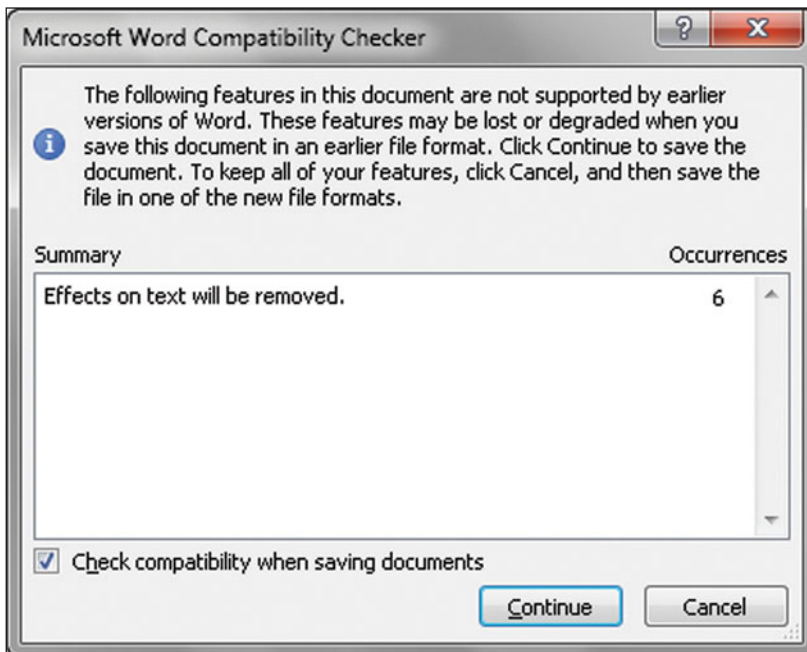 Microsoft Word Compatibility Checker
The following features in this document are not supported by earlier
versions of Word. These features may be lost or degraded when you
save this document in an earlier file format. Click Continue to save the
document. To keep all of your features, click Cancel, and then save the
file in one of the new file formats.
Summary Occurrences
Effects on text will be removed. 6
Check compatibility when saving documents
Continue Cancel